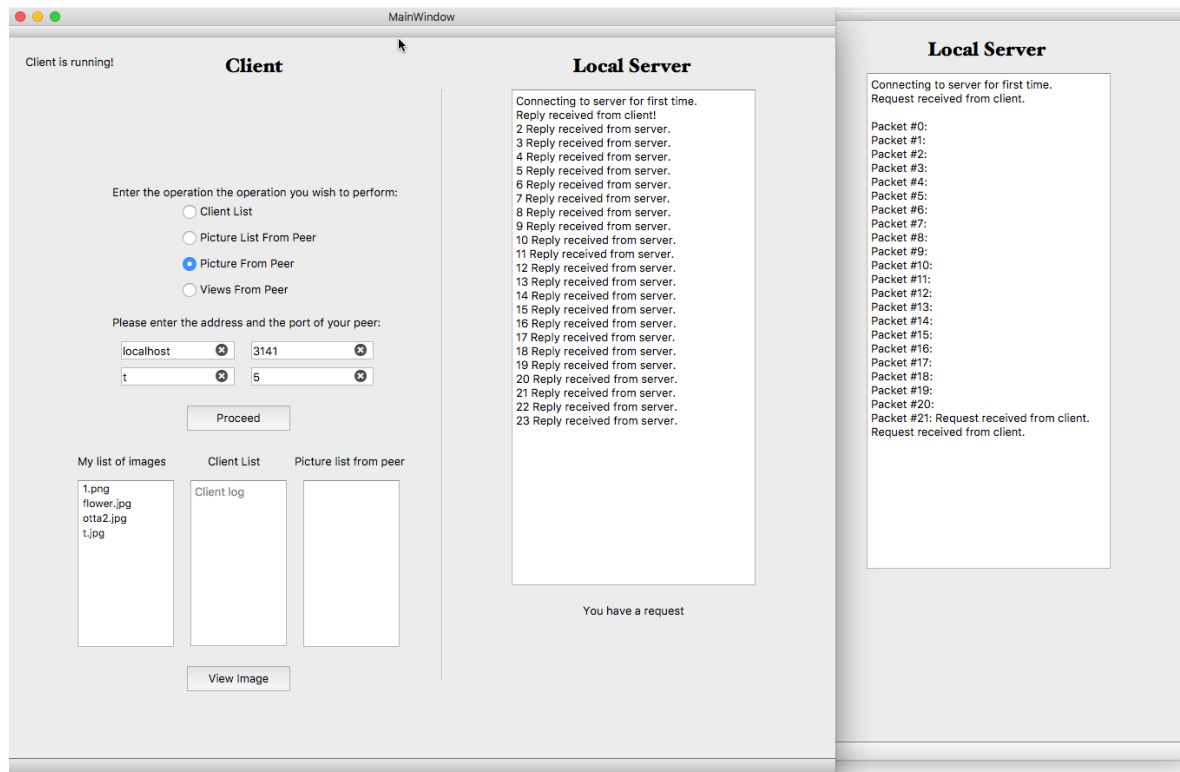 MainWindow
Client is running!
Client
Enter the operation the operation you wish to perform:
Client List
Picture List From Peer
Picture From Peer
Views From Peer
Please enter the address and the port of your peer:
localhost
3141
t
5
Proceed
My list of images
Client List
Picture list from peer
1.png
flower.jpg
otta2.jpg
t.jpg
Client log
View Image
Local Server
Connecting to server for first time.
Reply received from client!
2 Reply received from server.
3 Reply received from server.
4 Reply received from server.
5 Reply received from server.
6 Reply received from server.
7 Reply received from server.
8 Reply received from server.
9 Reply received from server.
10 Reply received from server.
11 Reply received from server.
12 Reply received from server.
13 Reply received from server.
14 Reply received from server.
15 Reply received from server.
16 Reply received from server.
17 Reply received from server.
18 Reply received from server.
19 Reply received from server.
20 Reply received from server.
21 Reply received from server.
22 Reply received from server.
23 Reply received from server.
You have a request
Local Server
Connecting to server for first time.
Request received from client.
Packet #0:
Packet #1:
Packet #2:
Packet #3:
Packet #4:
Packet #5:
Packet #6:
Packet #7:
Packet #8:
Packet #9:
Packet #10:
Packet #11:
Packet #12:
Packet #13:
Packet #14:
Packet #15:
Packet #16:
Packet #17:
Packet #18:
Packet #19:
Packet #20:
Packet #21: Request received from client.
Request received from client.